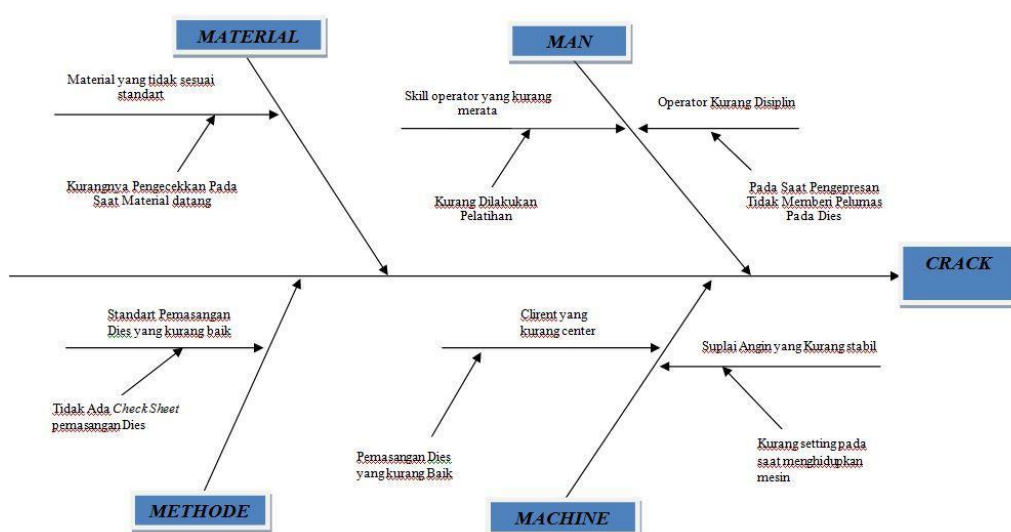 MATERIAL
MAN
Material yang tidak sesuai
standart
Skill operator yang kurang
merata
Operator Kurang Disiplin
Kurangnya Pengecekkan Pada
Saat Material datang
Kurang Dilakukan
Pelatihan
Pada Saat Pengepresan
Tidak Memberi Pelumas
Pada Dies
CRACK
Standart Pemasangan
Dies yang kurang baik
Clirent yang
kurang center
Suplai Angin yang Kurang stabil
Tidak Ada Check Sheet
pemasangan Dies
Pemasangan Dies
yang kurang Baik
Kurang setting pada
saat menghidupkan
mesin
METHODE
MACHINE